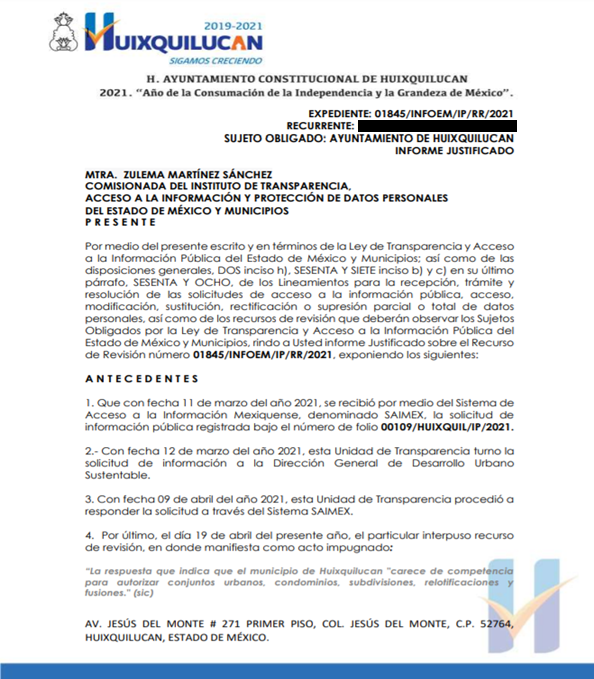 2019-2021
HUIXQUILUCAN
SIGAMOS CRECIENDO
H. AYUNTAMIENTO CONSTITUCIONAL DE HUIXQUILUCAN
2021. “Año de la Consumación de la Independencia y la Grandeza de México”.
EXPEDIENTE: 01845/INFOEM/IP/RR/2021
RECURRENTE:
SUJETO OBLIGADO: AYUNTAMIENTO DE HUIXQUILUCAN
INFORME JUSTIFICADO
MTRA. ZULEMA MARTÍNEZ SÁNCHEZ
COMISIONADA DEL INSTITUTO DE TRANSPARENCIA,
ACCESO A LA INFORMACIÓN Y PROTECCIÓN DE DATOS PERSONALES
DEL ESTADO DE MÉXICO Y MUNICIPIOS
P R E S E N T E
Por medio del presente escrito y en términos de la Ley de Transparencia y Acceso
a la Información Pública del Estado de México y Municipios; así como de las
disposiciones generales, DOS inciso h), SESENTA Y SIETE inciso b) y c) en su último
párrafo, SESENTA Y OCHO, de los Lineamientos para la recepción, trámite y
resolución de las solicitudes de acceso a la información pública, acceso,
modificación, sustitución, rectificación o supresión parcial o total de datos
personales, así como de los recursos de revisión que deberán observar los Sujetos
Obligados por la Ley de Transparencia y Acceso a la Información Pública del
Estado de México y Municipios, rindo a Usted informe Justificado sobre el Recurso
de Revisión número 01845/INFOEM/IP/RR/2021, exponiendo los siguientes:
A N T E C E D E N T E S
1. Que con fecha 11 de marzo del año 2021, se recibió por medio del Sistema de
Acceso a la Información Mexiquense, denominado SAIMEX, la solicitud de
información pública registrada bajo el número de folio 00109/HUIXQUIL/IP/2021.
2.- Con fecha 12 de marzo del año 2021, esta Unidad de Transparencia turno la
solicitud de información a la Dirección General de Desarrollo Urbano
Sustentable.
3. Con fecha 09 de abril del año 2021, esta Unidad de Transparencia procedió a
responder la solicitud a través del Sistema SAIMEX.
4. Por último, el día 19 de abril del presente año, el particular interpuso recurso
de revisión, en donde manifiesta como acto impugnado:
“La respuesta que indica que el municipio de Huixquilucan "carece de competencia
para autorizar conjuntos urbanos, condominios, subdivisiones, relotificaciones y
fusiones." (sic)
AV. JESÚS DEL MONTE # 271 PRIMER PISO, COL. JESÚS DEL MONTE, C.P. 52764,
HUIXQUILUCAN, ESTADO DE MÉXICO.